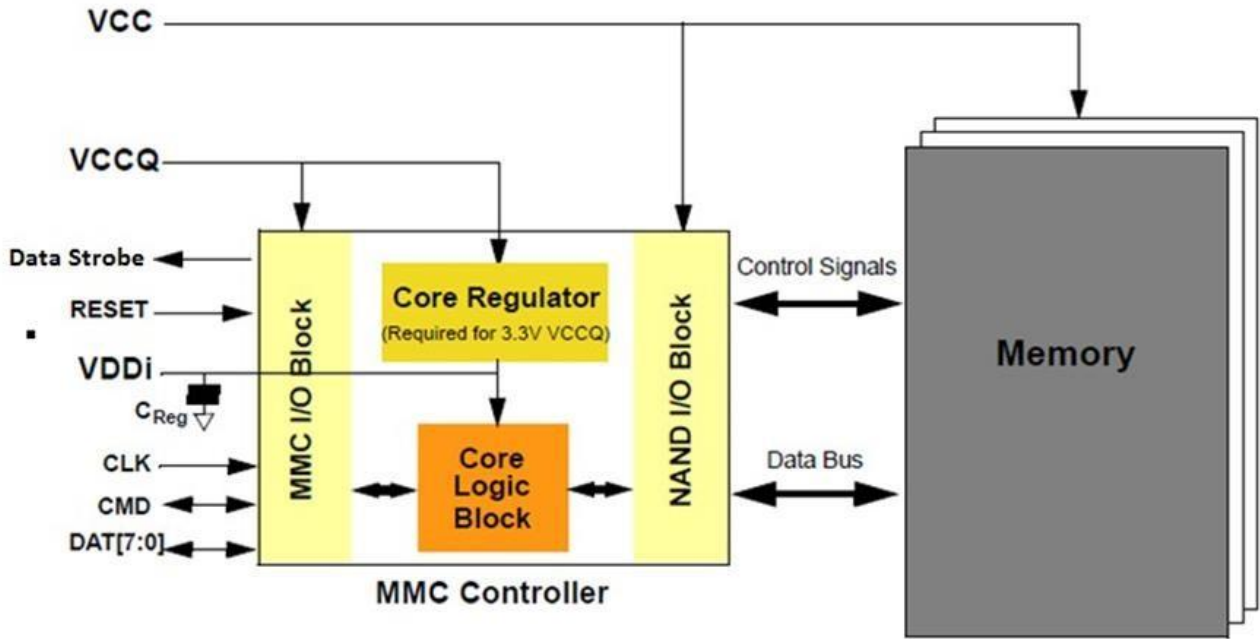 VCC
VCCQ
Data Strobe
RESET
VDDi
C_Reg
CLK
CMD
DAT[7:0]
MMC I/O Block
Core Regulator
(Required for 3.3V VCCQ)
Core
Logic
Block
NAND I/O Block
Control Signals
Data Bus
Memory
MMC Controller